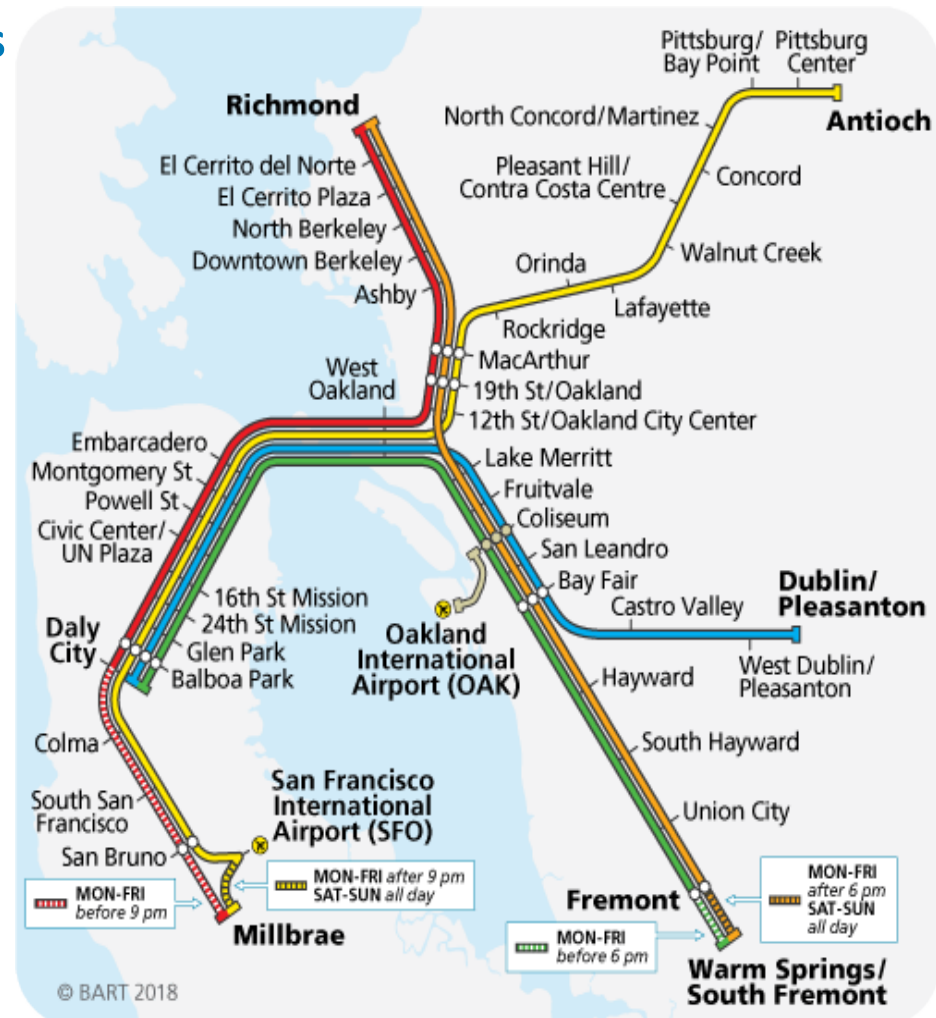 S
Pittsburg/
Bay Point
Pittsburg
Center
Antioch
North Concord/Martinez
Concord
Pleasant Hill/
Contra Costa Centre
Walnut Creek
Orinda
Lafayette
Rockridge
MacArthur
19th St/Oakland
12th St/Oakland City Center
Richmond
El Cerrito del Norte
El Cerrito Plaza
North Berkeley
Downtown Berkeley
Ashby
West
Oakland
Embarcadero
Montgomery St
Powell St
Civic Center/
UN Plaza
16th St Mission
24th St Mission
Glen Park
Balboa Park
Daly
City
Colma
South San
Francisco
San Bruno
San Francisco
International
Airport (SFO)
MON-FRI
before 9 pm
MON-FRI after 9 pm
SAT-SUN all day
Millbrae
Lake Merritt
Fruitvale
Coliseum
San Leandro
Bay Fair
Oakland
International
Airport (OAK)
Castro Valley
Dublin/
Pleasanton
West Dublin/
Pleasanton
Hayward
South Hayward
Union City
Fremont
MON-FRI
before 6 pm
MON-FRI
after 6 pm
SAT-SUN
all day
Warm Springs/
South Fremont
© BART 2018